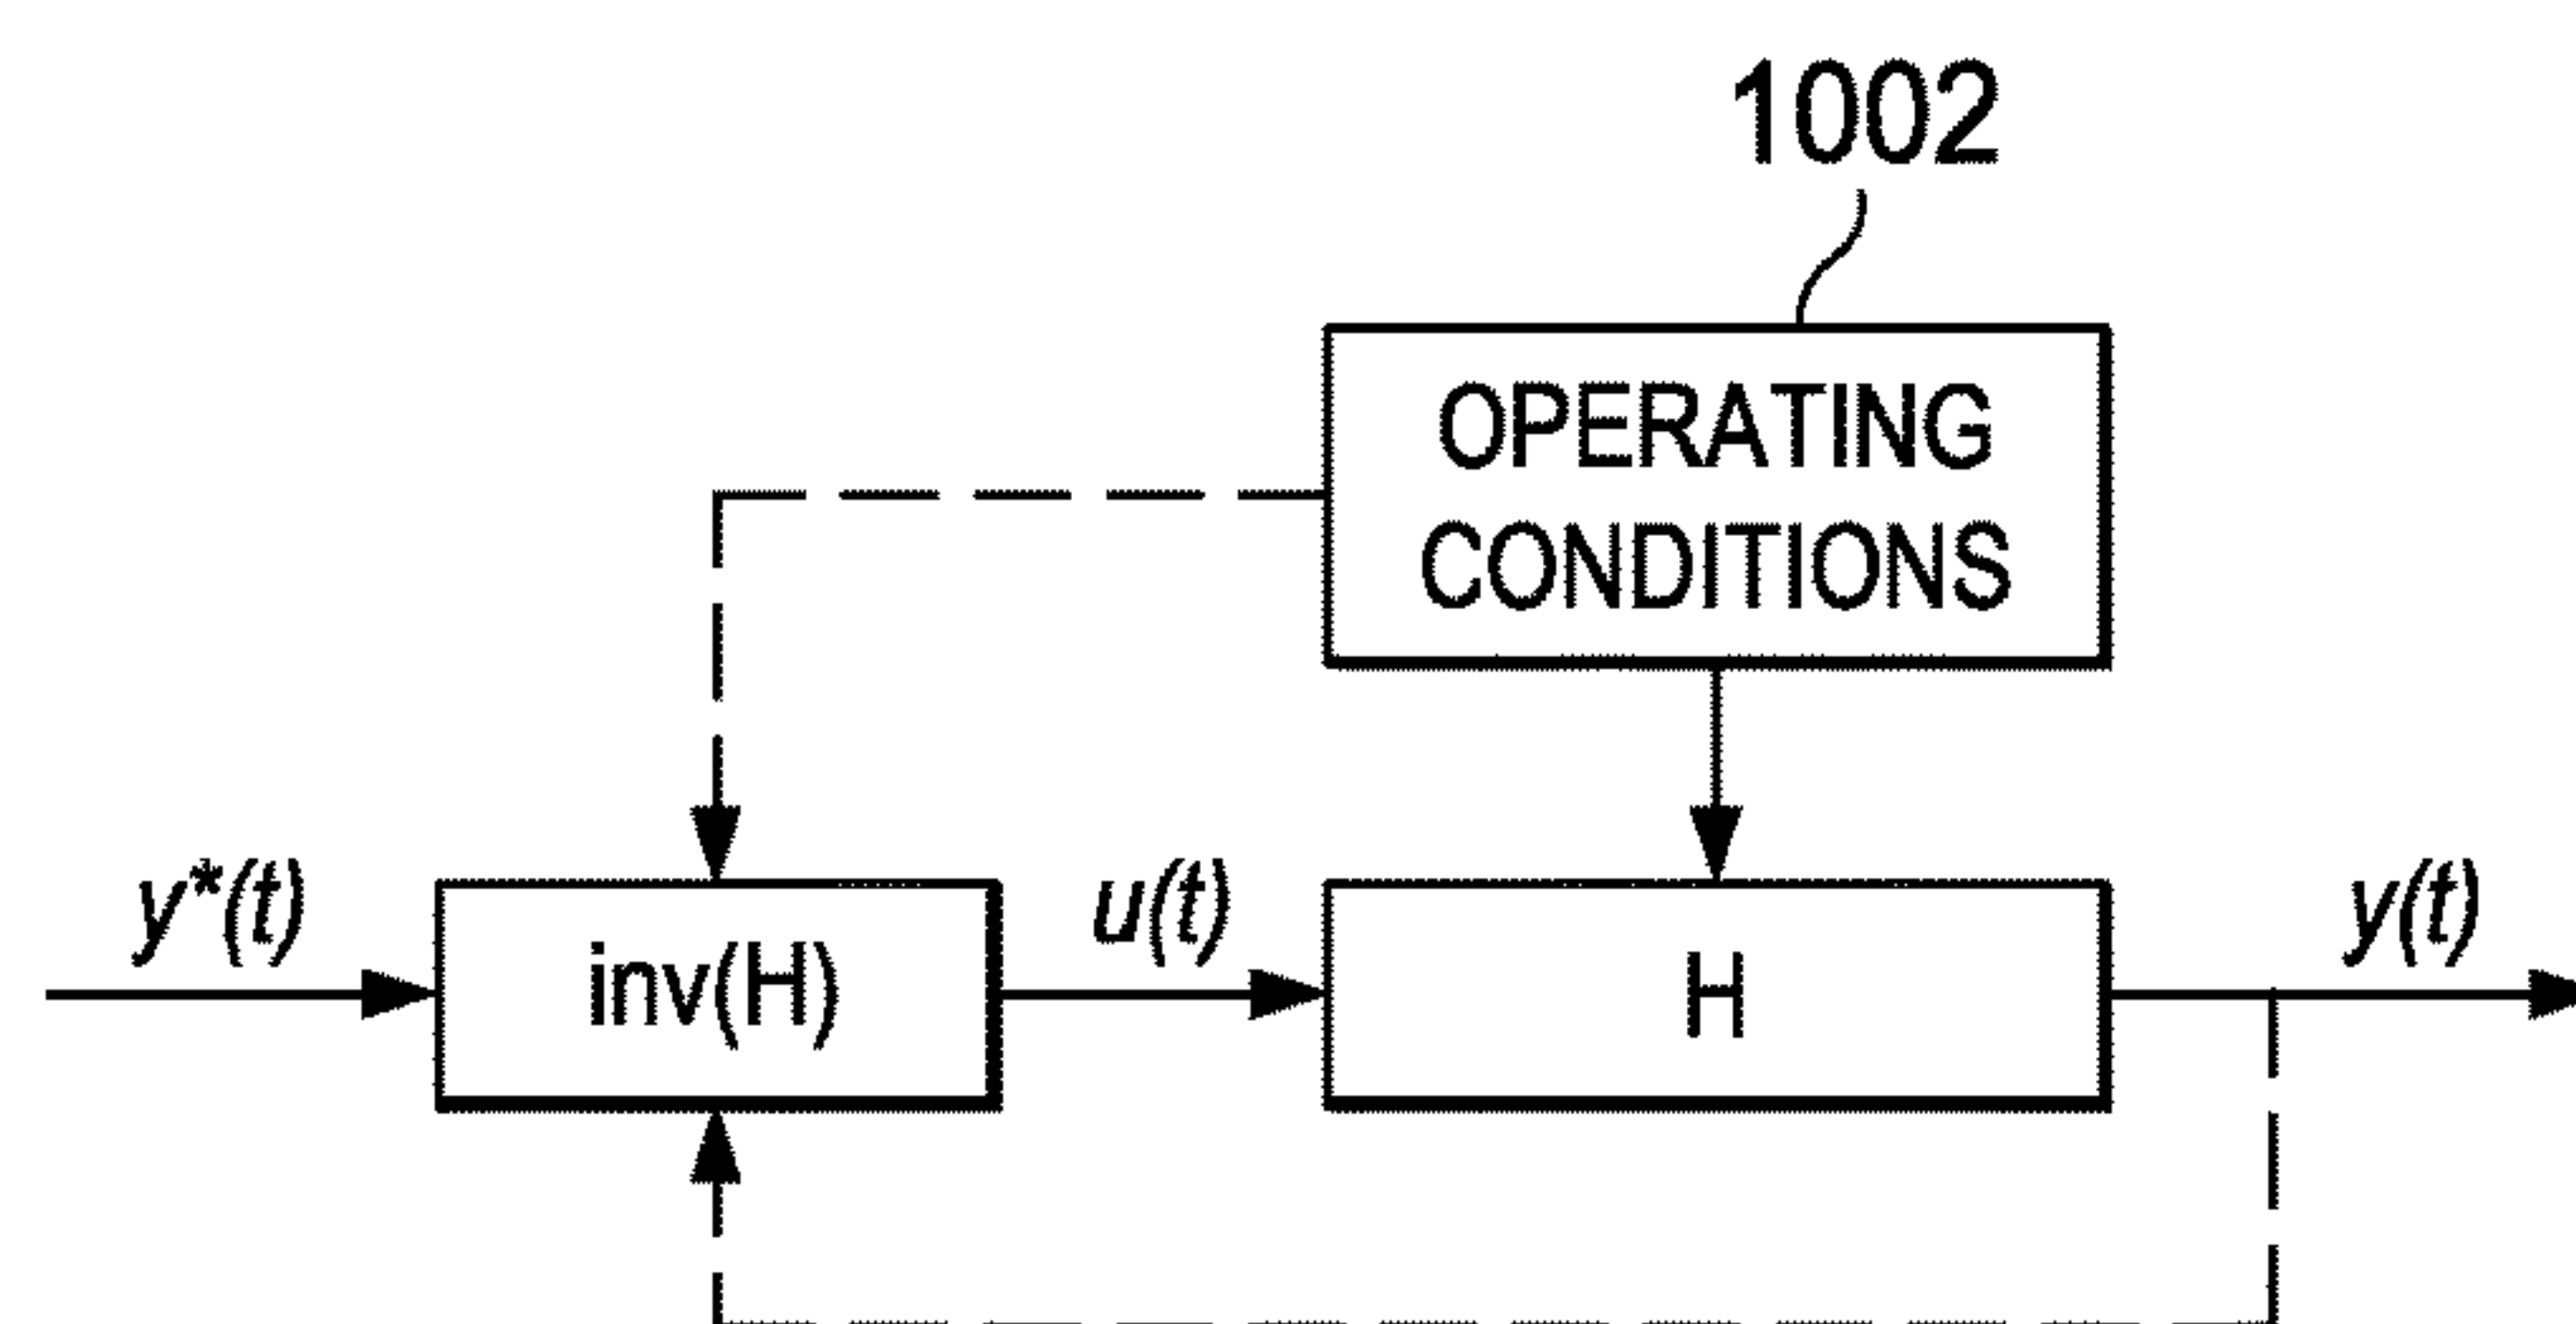 1002
OPERATING
CONDITIONS
y*(t)
inv(H)
u(t)
H
y(t)